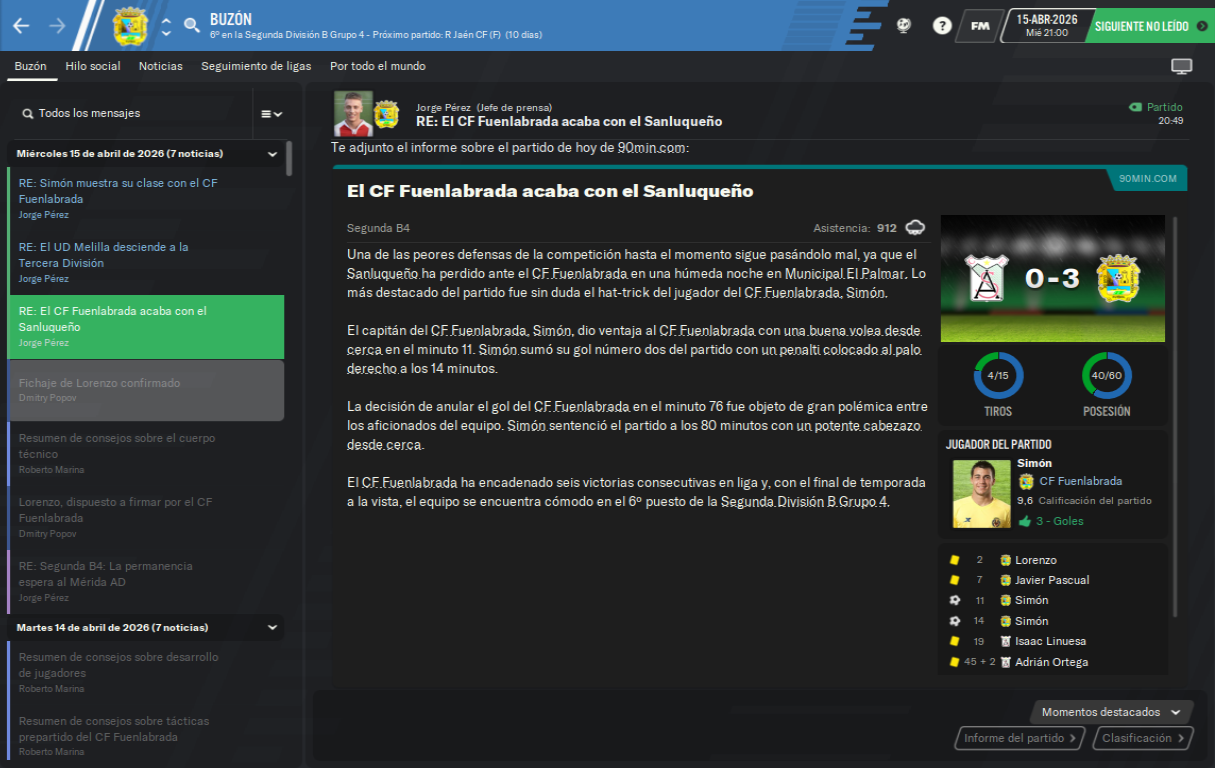 BUZÓN
6º en la Segunda División B Grupo 4 - Próximo partido: R Jaén CF (F) (10 días)
FM
15-ABR-2026
Mié 21:00
SIGUIENTE NO LEÍDO
Buzón
Hilo social
Noticias
Seguimiento de ligas
Por todo el mundo
Todos los mensajes
Miércoles 15 de abril de 2026 (7 noticias)
RE: Simón muestra su clase con el CF
Fuenlabrada
Jorge Pérez
RE: El UD Melilla desciende a la
Tercera División
Jorge Pérez
RE: El CF Fuenlabrada acaba con el
Sanluqueño
Jorge Pérez
Fichaje de Lorenzo confirmado
Dmitry Popov
Resumen de consejos sobre el cuerpo
técnico
Roberto Marina
Lorenzo, dispuesto a firmar por el CF
Fuenlabrada
Dmitry Popov
RE: Segunda B4: La permanencia
espera al Mérida AD
Jorge Pérez
Martes 14 de abril de 2026 (7 noticias)
Resumen de consejos sobre desarrollo
de jugadores
Roberto Marina
Resumen de consejos sobre tácticas
prepartido del CF Fuenlabrada
Roberto Marina
Jorge Pérez (Jefe de prensa)
RE: El CF Fuenlabrada acaba con el Sanluqueño
Partido
20:49
Te adjunto el informe sobre el partido de hoy de 90min.com:
El CF Fuenlabrada acaba con el Sanluqueño
90MIN.COM
Segunda B4
Asistencia: 912
Una de las peores defensas de la competición hasta el momento sigue pasándolo mal, ya que el
Sanluqueño ha perdido ante el CF Fuenlabrada en una húmeda noche en Municipal El Palmar. Lo
más destacado del partido fue sin duda el hat-trick del jugador del CF Fuenlabrada, Simón.
El capitán del CF Fuenlabrada, Simón, dio ventaja al CF Fuenlabrada con una buena volea desde
cerca en el minuto 11. Simón sumó su gol número dos del partido con un penalti colocado al palo
derecho a los 14 minutos.
La decisión de anular el gol del CF Fuenlabrada en el minuto 76 fue objeto de gran polémica entre
los aficionados del equipo. Simón sentenció el partido a los 80 minutos con un potente cabezazo
desde cerca.
El CF Fuenlabrada ha encadenado seis victorias consecutivas en liga y, con el final de temporada
a la vista, el equipo se encuentra cómodo en el 6º puesto de la Segunda División B Grupo 4.
0-3
4/15
TIROS
40/60
POSESIÓN
JUGADOR DEL PARTIDO
Simón
CF Fuenlabrada
9,6 Calificación del partido
3 - Goles
2 Lorenzo
7 Javier Pascual
11 Simón
14 Simón
19 Isaac Linuesa
45 + 2 Adrián Ortega
Momentos destacados
Informe del partido
Clasificación